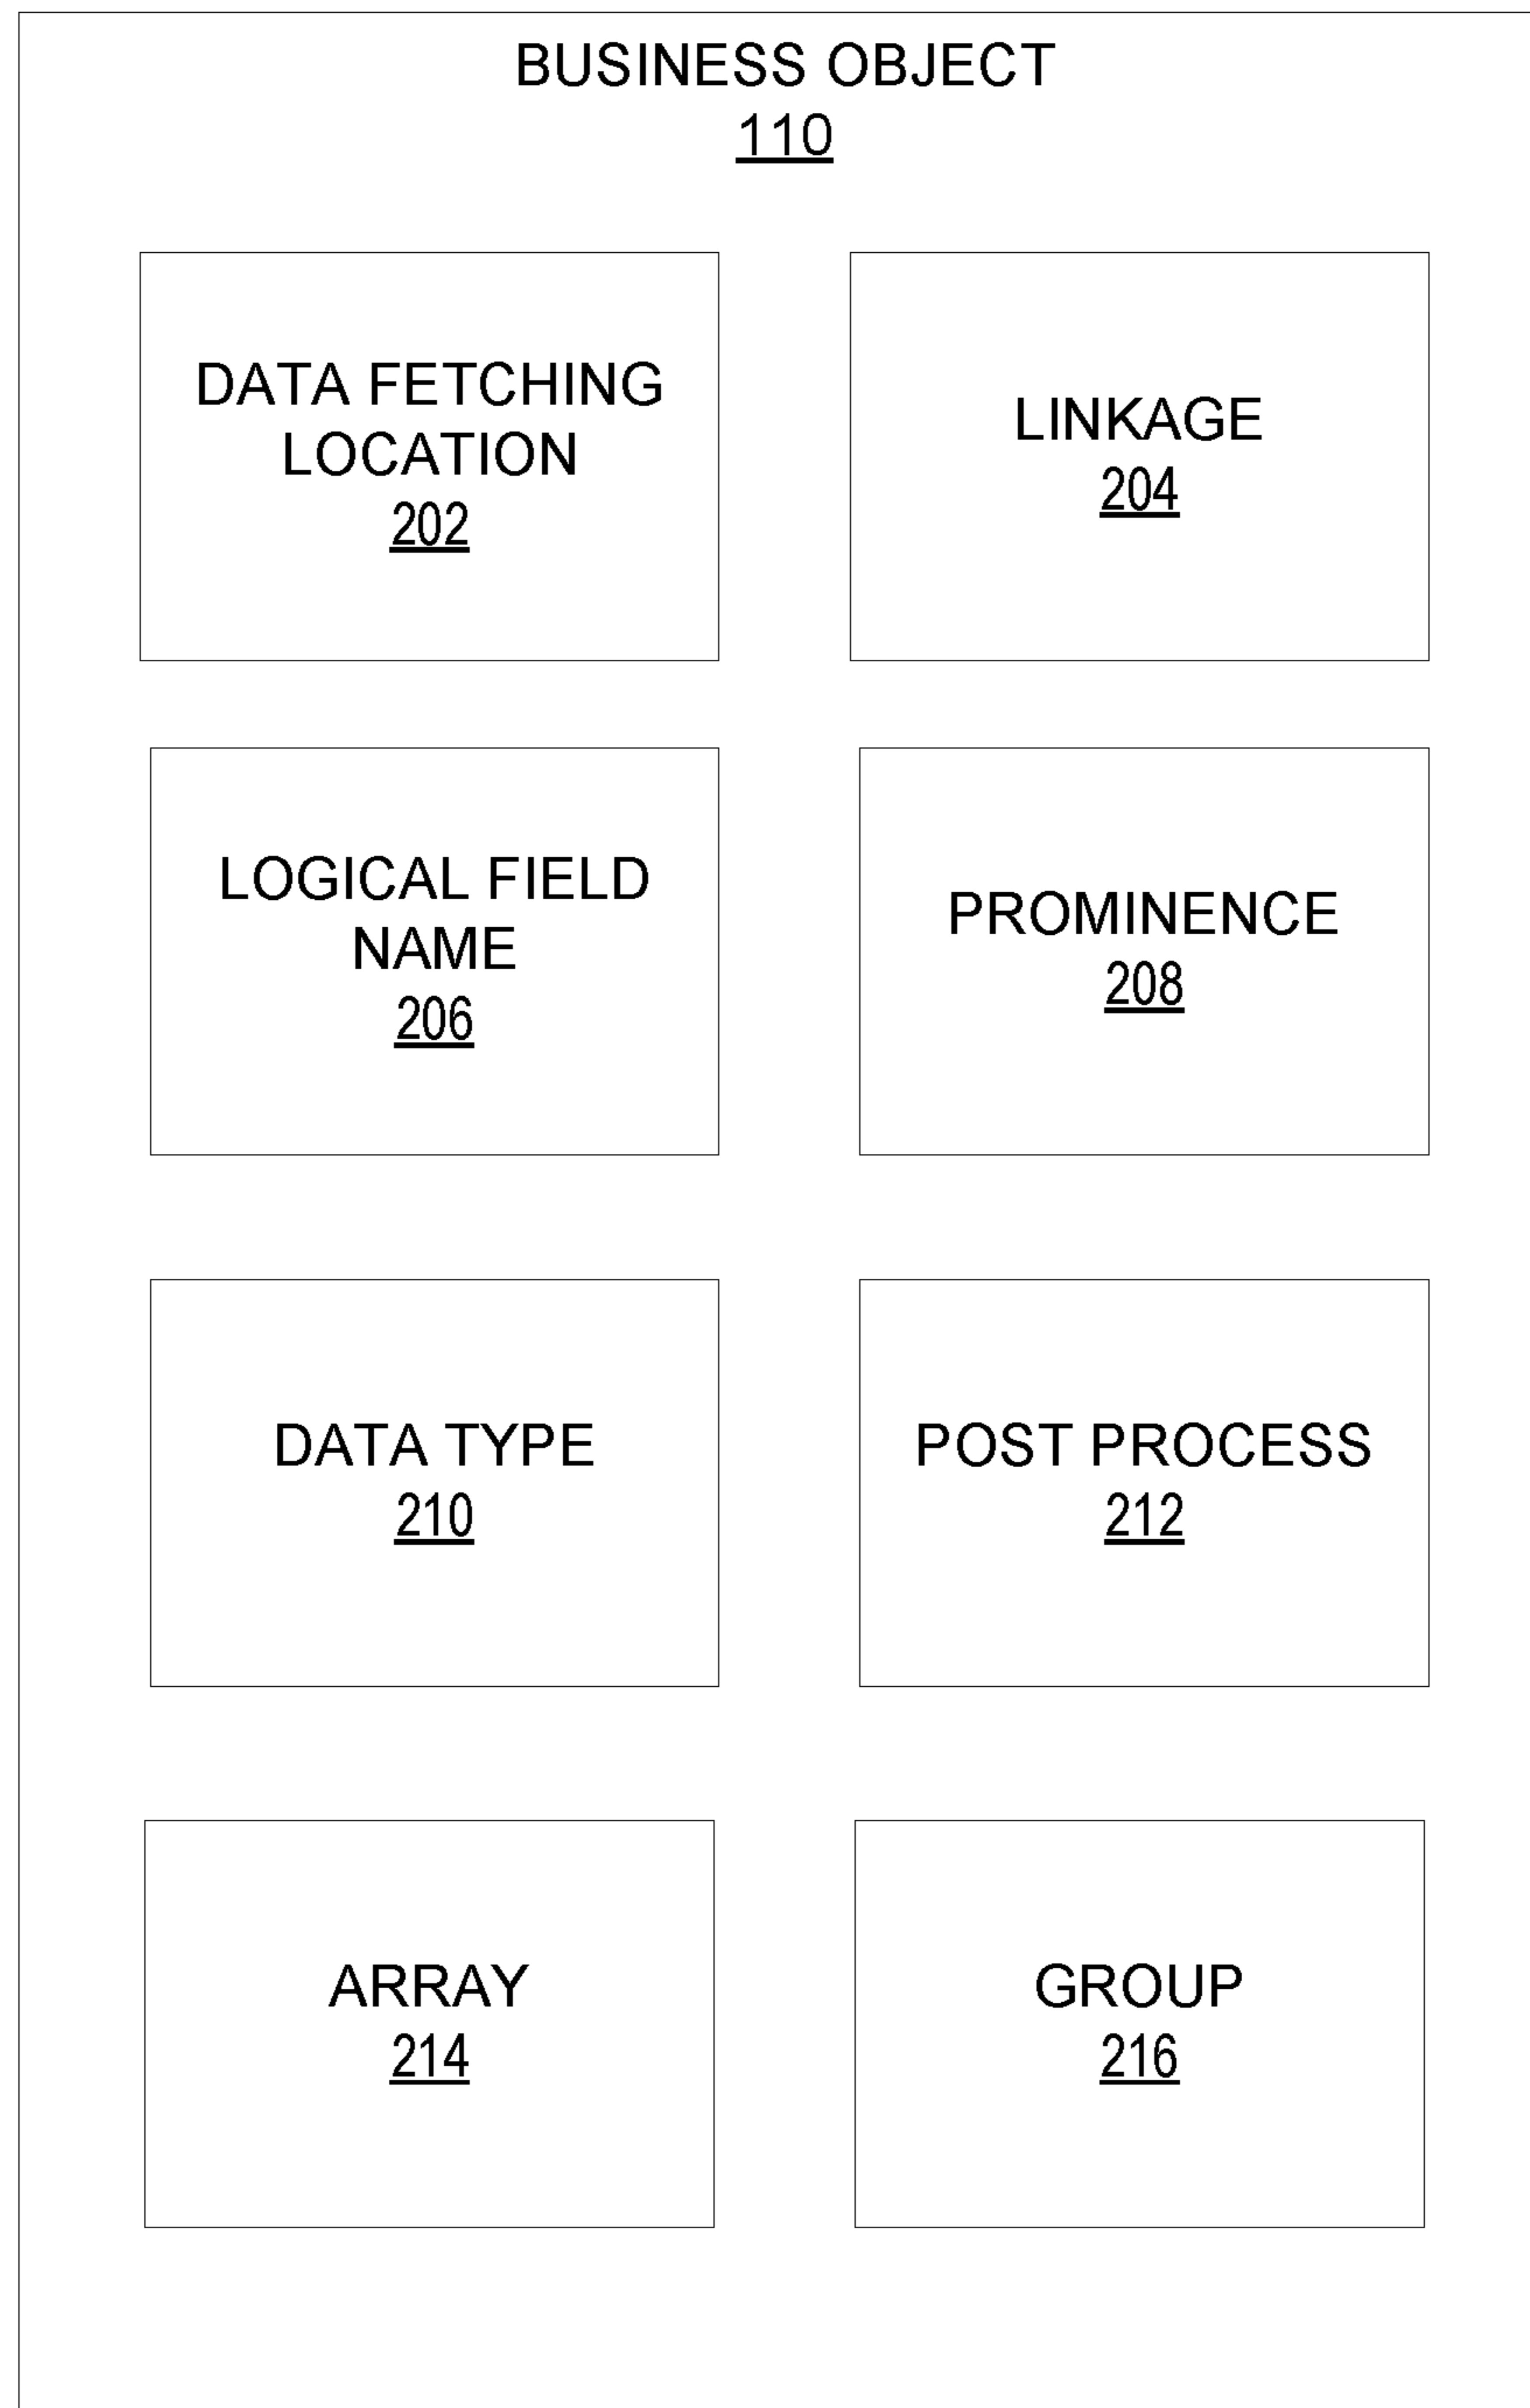 BUSINESS OBJECT
110
DATA FETCHING
LOCATION
202
LINKAGE
204
LOGICAL FIELD
NAME
206
PROMINENCE
208
DATA TYPE
210
POST PROCESS
212
ARRAY
214
GROUP
216